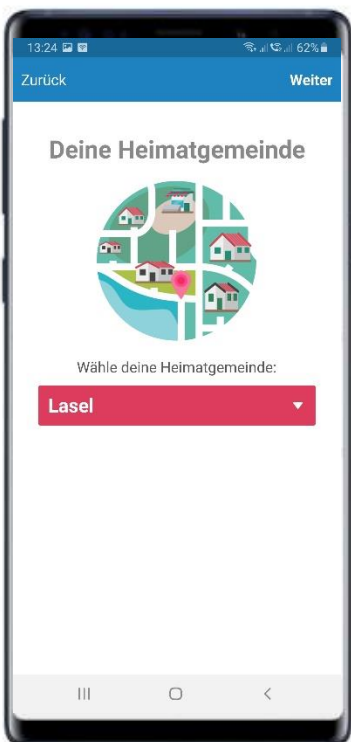 13:24 62%
Zurück Weiter
Deine Heimatgemeinde
Wähle deine Heimatgemeinde:
Lasel